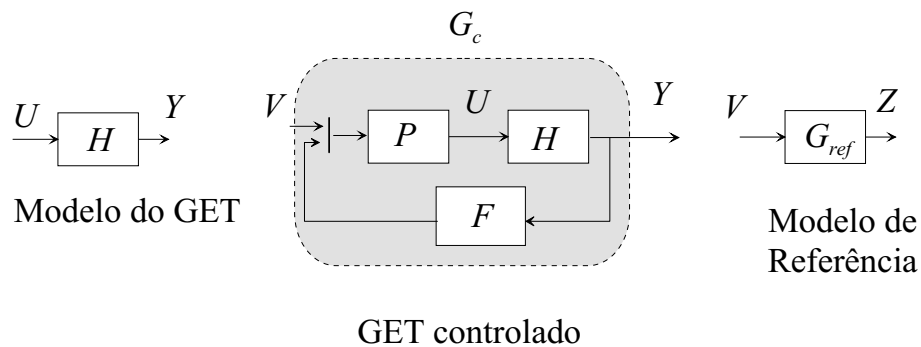 G_c
U
H
Y
Modelo do GET
V
P
U
H
Y
F
GET controlado
V
G_ref
Z
Modelo de
Referência